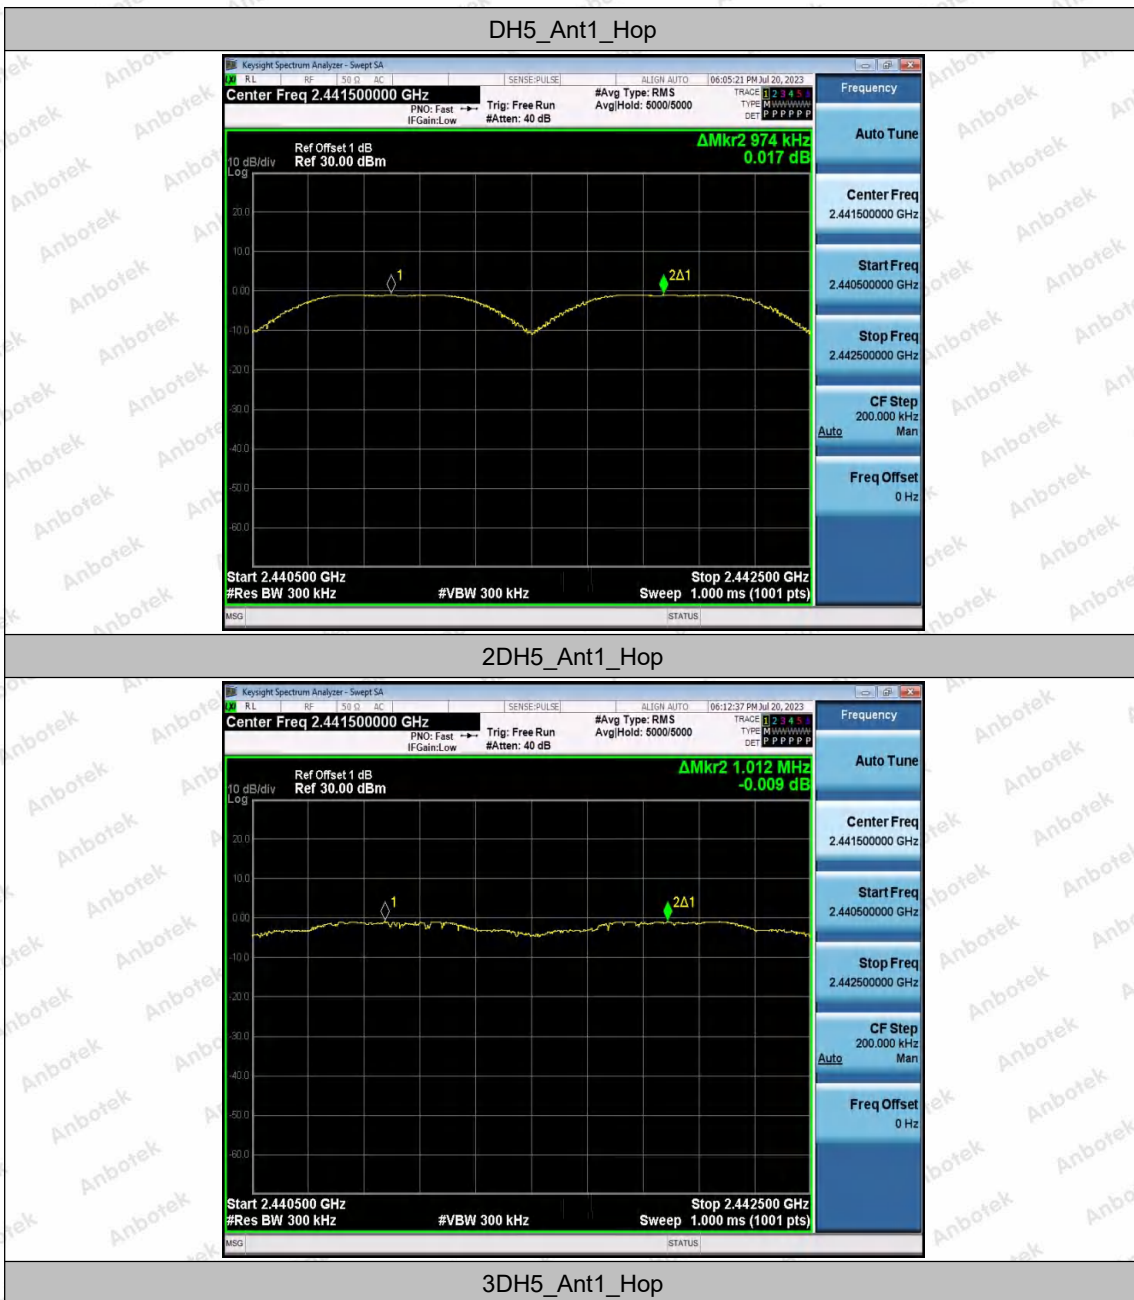 DH5_Ant1_Hop
Keysight Spectrum Analyzer - Swept SA
RL RF 50 Ω AC SENSE:PULSE ALIGN AUTO 06:05:21 PM Jul 20, 2023
Center Freq 2.441500000 GHz
PNO: Fast
IFGain:Low
Trig: Free Run
#Atten: 40 dB
#Avg Type: RMS
Avg|Hold: 5000/5000
TRACE 1 2 3 4 5 6
TYPE M W W W W W
DET P P P P P P
ΔMkr2 974 kHz
0.017 dB
Ref Offset 1 dB
10 dB/div Ref 30.00 dBm
Log
20.0
10.0
0.00
-10.0
-20.0
-30.0
-40.0
-50.0
-60.0
1
2Δ1
Start 2.440500 GHz Stop 2.442500 GHz
#Res BW 300 kHz #VBW 300 kHz Sweep 1.000 ms (1001 pts)
MSG STATUS
Frequency
Auto Tune
Center Freq
2.441500000 GHz
Start Freq
2.440500000 GHz
Stop Freq
2.442500000 GHz
CF Step
200.000 kHz
Auto Man
Freq Offset
0 Hz
2DH5_Ant1_Hop
Keysight Spectrum Analyzer - Swept SA
RL RF 50 Ω AC SENSE:PULSE ALIGN AUTO 06:12:37 PM Jul 20, 2023
Center Freq 2.441500000 GHz
PNO: Fast
IFGain:Low
Trig: Free Run
#Atten: 40 dB
#Avg Type: RMS
Avg|Hold: 5000/5000
TRACE 1 2 3 4 5 6
TYPE M W W W W W
DET P P P P P P
ΔMkr2 1.012 MHz
-0.009 dB
Ref Offset 1 dB
10 dB/div Ref 30.00 dBm
Log
20.0
10.0
0.00
-10.0
-20.0
-30.0
-40.0
-50.0
-60.0
1
2Δ1
Start 2.440500 GHz Stop 2.442500 GHz
#Res BW 300 kHz #VBW 300 kHz Sweep 1.000 ms (1001 pts)
MSG STATUS
Frequency
Auto Tune
Center Freq
2.441500000 GHz
Start Freq
2.440500000 GHz
Stop Freq
2.442500000 GHz
CF Step
200.000 kHz
Auto Man
Freq Offset
0 Hz
3DH5_Ant1_Hop